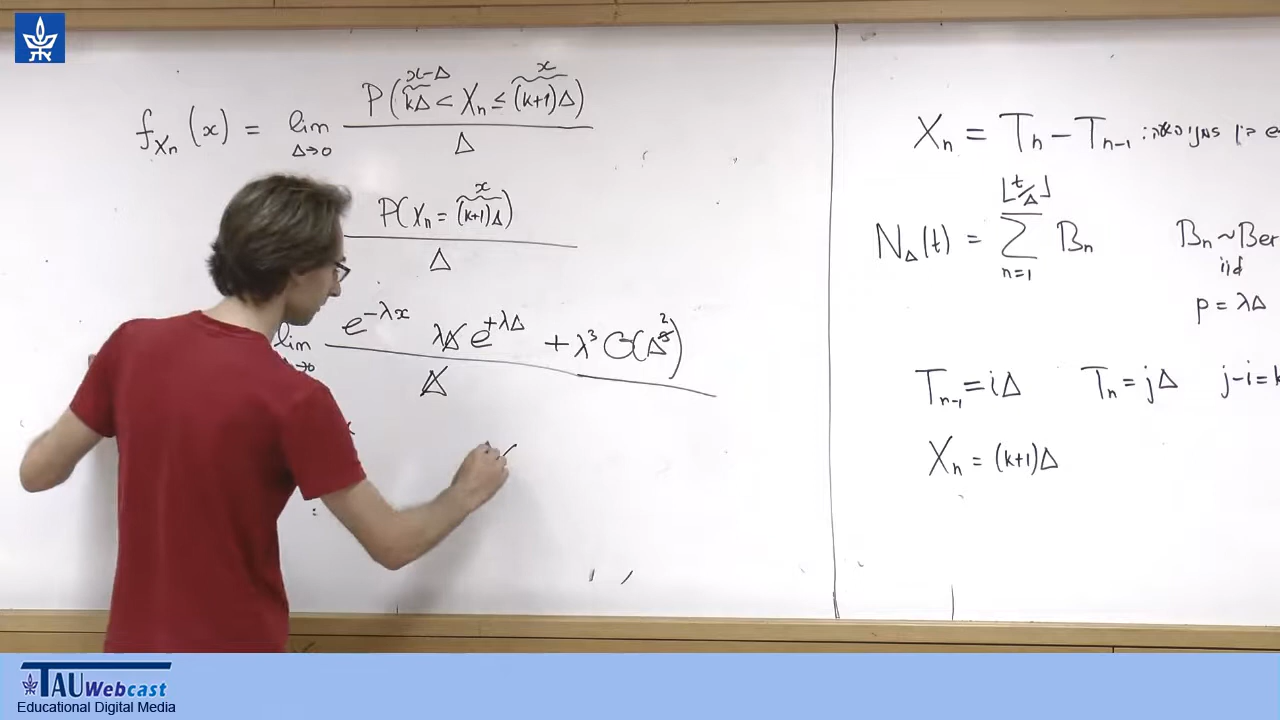 f_{X_n}(x) = lim_{Δ→0} P(kΔ < X_n ≤ (k+1)Δ) / Δ
x-Δ x
P(X_n = (k+1)Δ) / Δ
x
lim e^{-λx} λΔ e^{+λΔ} + λ³ O(Δ²) / Δ
X_n = T_n - T_{n-1} :
N_Δ(t) = Σ_{n=1}^{⌊t/Δ⌋} B_n B_n ~ Ber
iid
p = λΔ
T_{n-1} = iΔ T_n = jΔ j-i=k
X_n = (k+1)Δ
TAU Webcast
Educational Digital Media